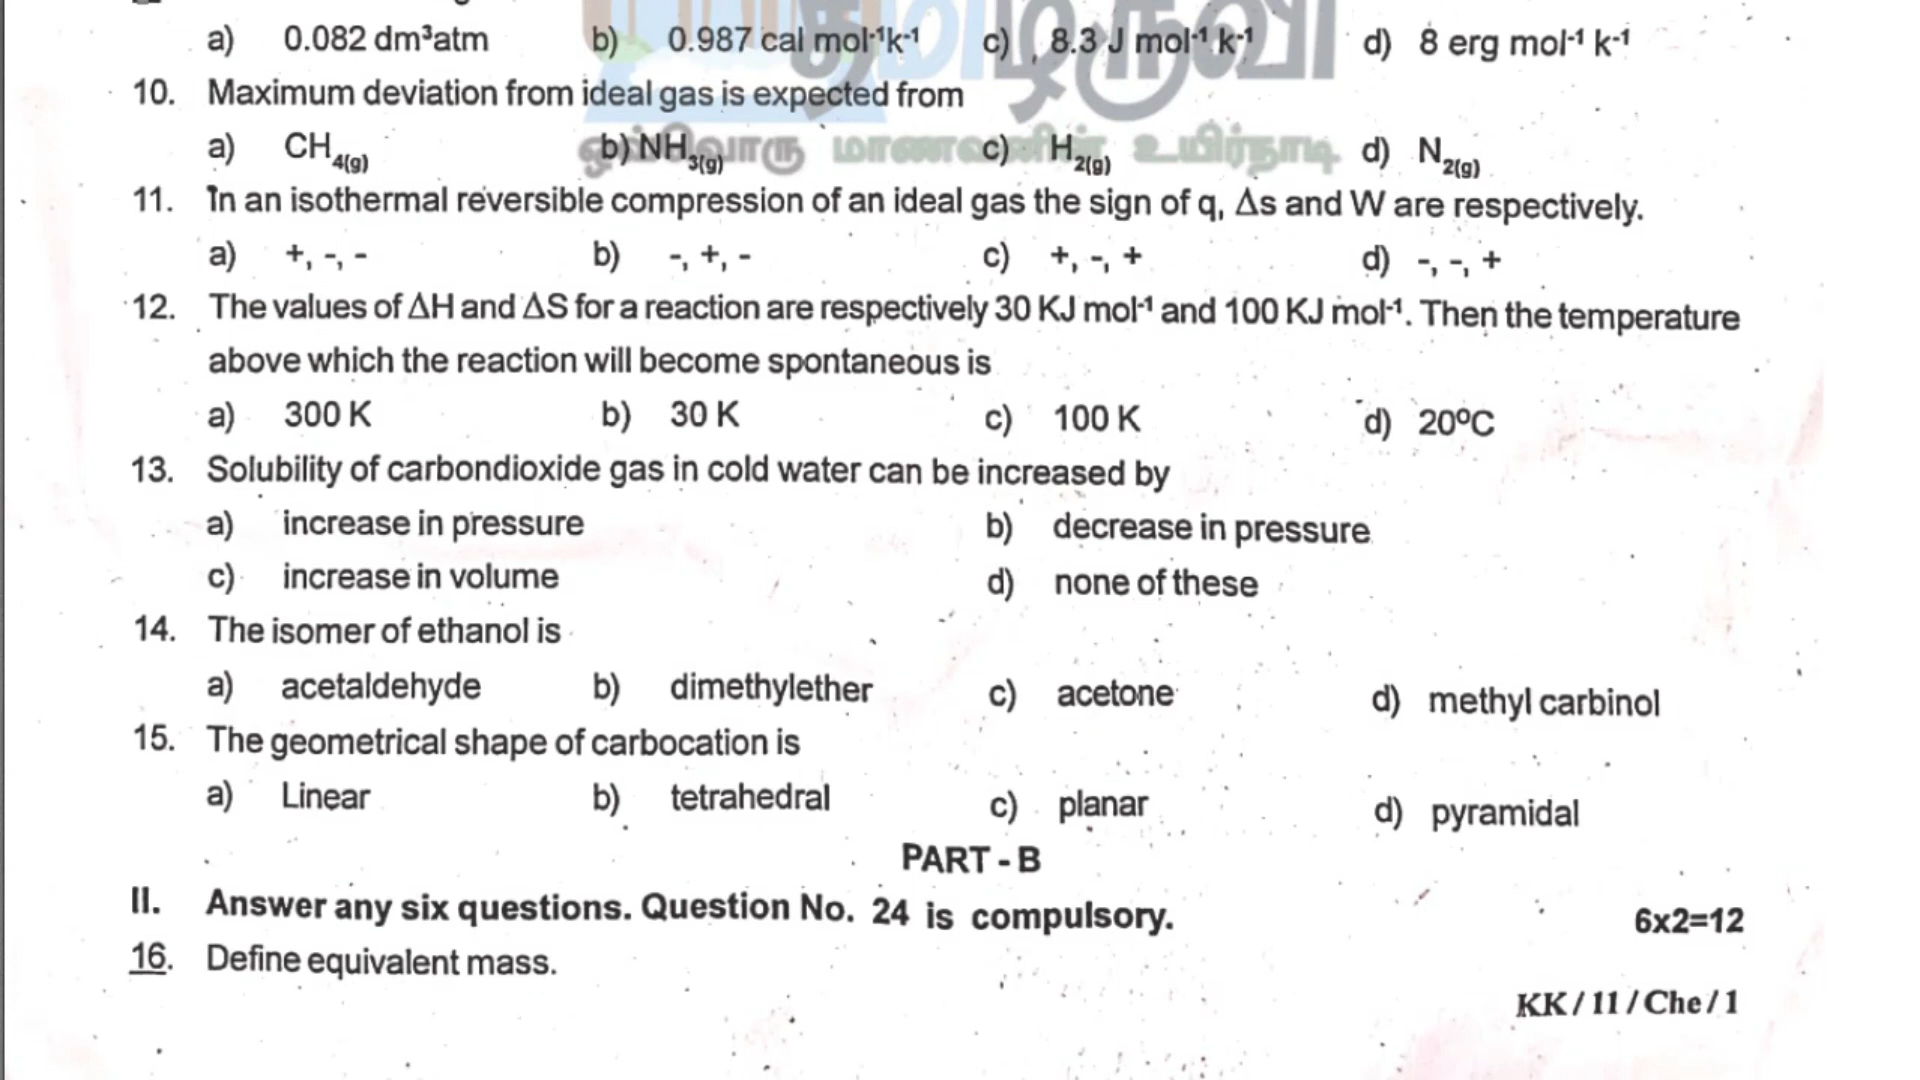 a) 0.082 dm³atm b) 0.987 cal mol⁻¹k⁻¹ c) 8.3 J mol⁻¹ k⁻¹ d) 8 erg mol⁻¹ k⁻¹
10. Maximum deviation from ideal gas is expected from
a) CH₄₍g₎ b) NH₃₍g₎ c) H₂₍g₎ d) N₂₍g₎
11. In an isothermal reversible compression of an ideal gas the sign of q, Δs and W are respectively.
a) +, -, - b) -, +, - c) +, -, + d) -, -, +
12. The values of ΔH and ΔS for a reaction are respectively 30 KJ mol⁻¹ and 100 KJ mol⁻¹. Then the temperature
above which the reaction will become spontaneous is
a) 300 K b) 30 K c) 100 K d) 20⁰C
13. Solubility of carbondioxide gas in cold water can be increased by
a) increase in pressure b) decrease in pressure
c) increase in volume d) none of these
14. The isomer of ethanol is
a) acetaldehyde b) dimethylether c) acetone d) methyl carbinol
15. The geometrical shape of carbocation is
a) Linear b) tetrahedral c) planar d) pyramidal
PART - B
II. Answer any six questions. Question No. 24 is compulsory. 6x2=12
16. Define equivalent mass.
KK / 11 / Che / 1